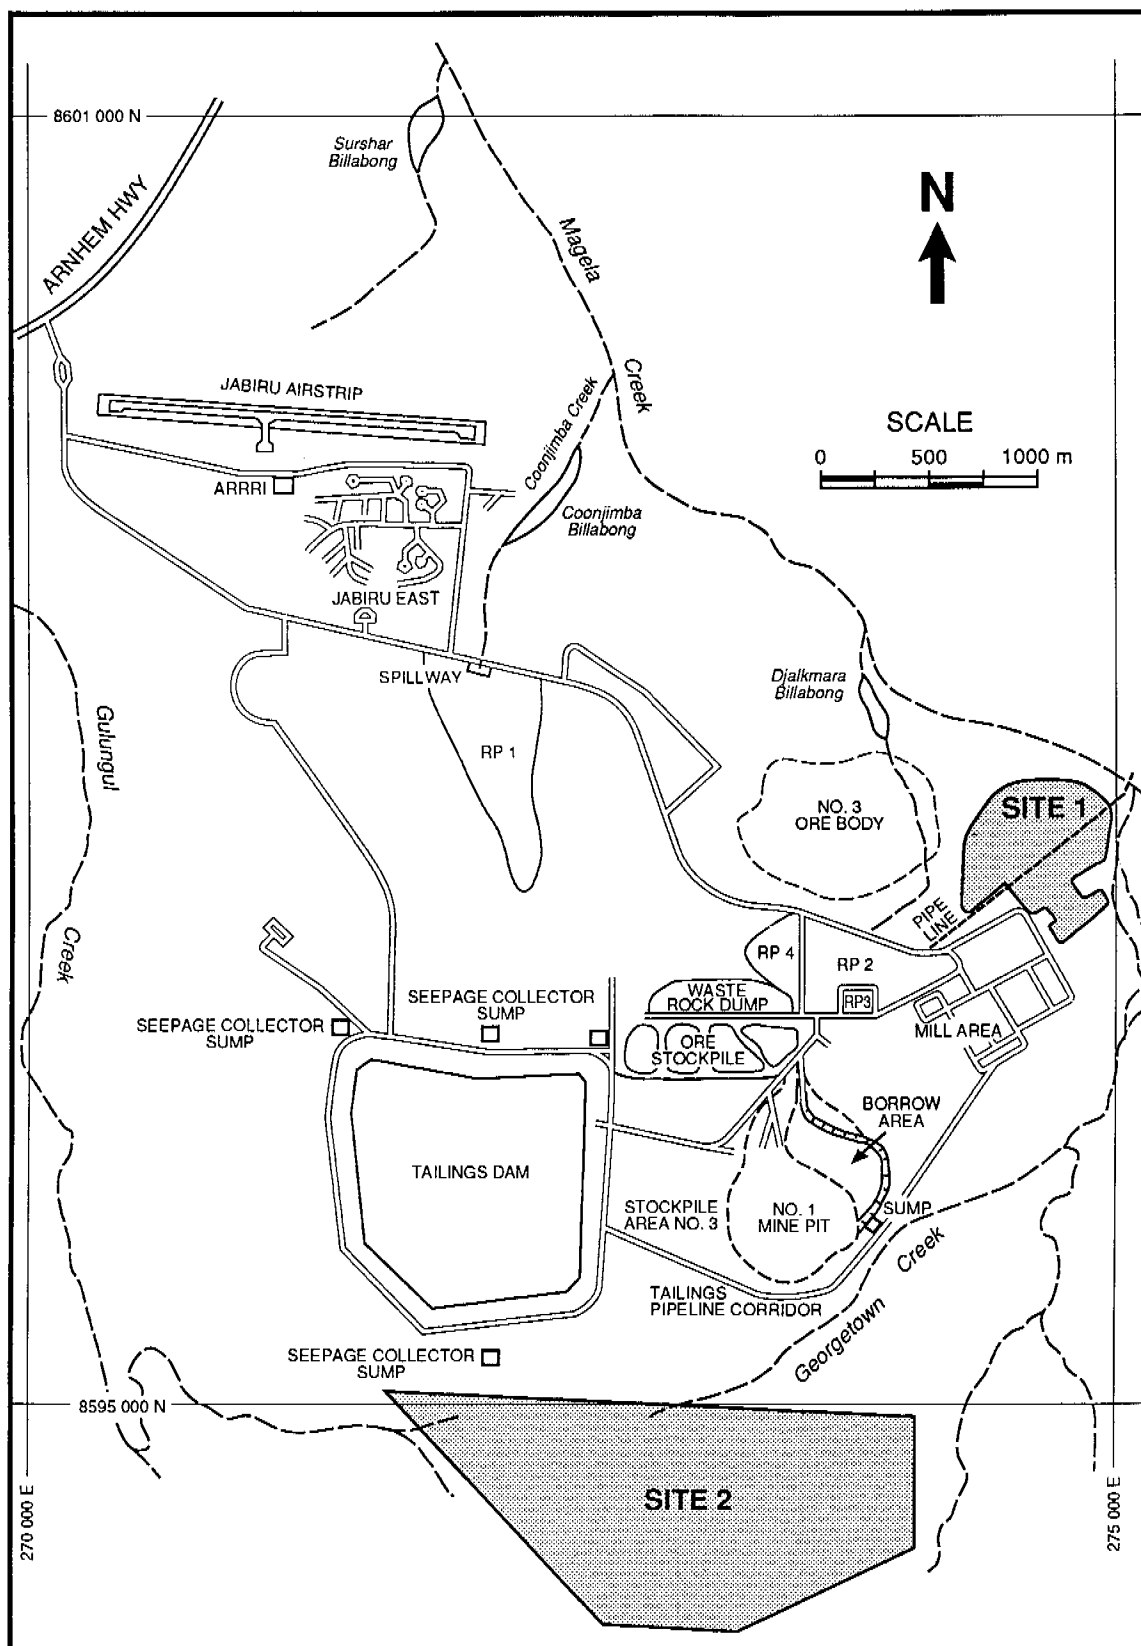 8601 000 N
Surshar
Billabong
N
ARNHEM HWY
Magela
Creek
JABIRU AIRSTRIP
Coonjimba Creek
SCALE
0 500 1000 m
ARRRI
Coonjimba
Billabong
JABIRU EAST
SPILLWAY
Djalkmara
Billabong
Gulungul
Creek
RP 1
NO. 3
ORE BODY
SITE 1
PIPE
LINE
RP 4
RP 2
WASTE
ROCK DUMP
RP3
SEEPAGE COLLECTOR
SUMP
SEEPAGE COLLECTOR
SUMP
ORE
STOCKPILE
MILL AREA
BORROW
AREA
TAILINGS DAM
STOCKPILE
AREA NO. 3
NO. 1
MINE PIT
SUMP
Georgetown
Creek
TAILINGS
PIPELINE CORRIDOR
SEEPAGE COLLECTOR
SUMP
8595 000 N
SITE 2
270 000 E
275 000 E